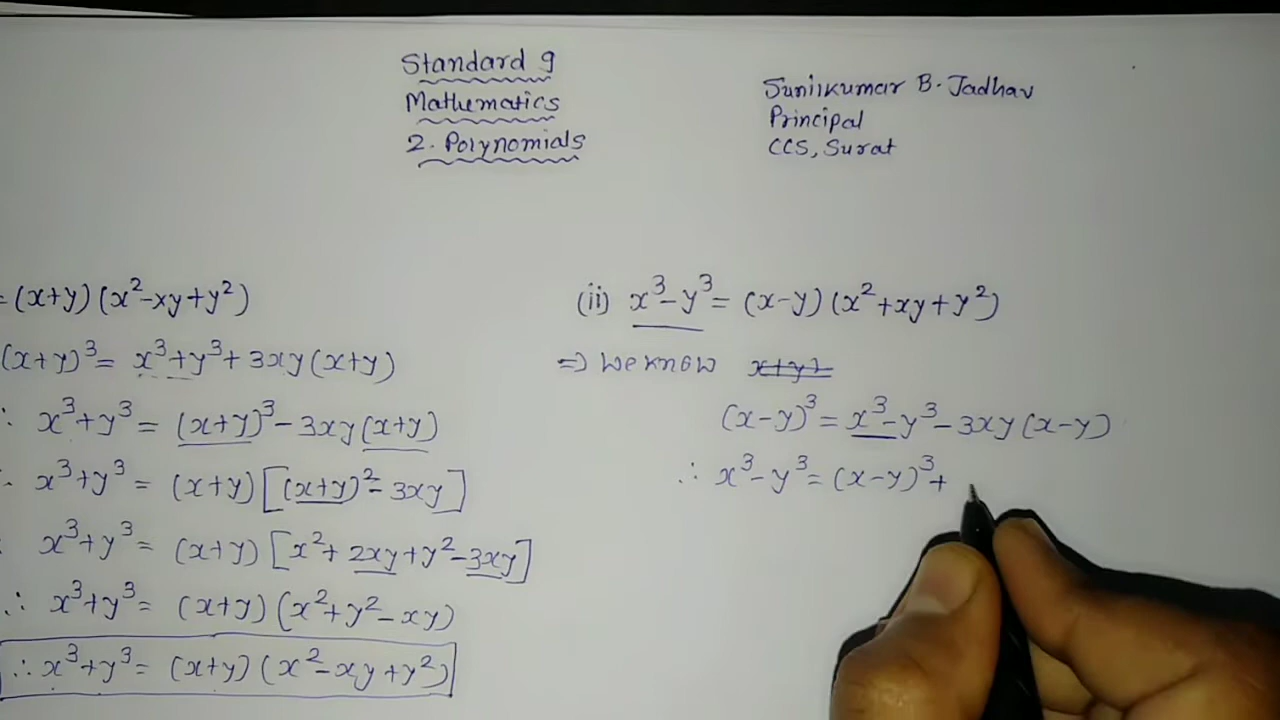 Standard 9
Mathematics
2. Polynomials
Sunilkumar B. Jadhav
Principal
CCS, Surat
= (x+y) (x²-xy+y²)
(x+y)³ = x³+y³+3xy(x+y)
∴ x³+y³ = (x+y)³-3xy(x+y)
∴ x³+y³ = (x+y)[(x+y)²-3xy]
∴ x³+y³ = (x+y)[x²+2xy+y²-3xy]
∴ x³+y³ = (x+y)(x²+y²-xy)
∴ x³+y³ = (x+y)(x²-xy+y²)
(ii) x³-y³ = (x-y)(x²+xy+y²)
=) we know
(x-y)³ = x³-y³-3xy(x-y)
∴ x³-y³ = (x-y)³+